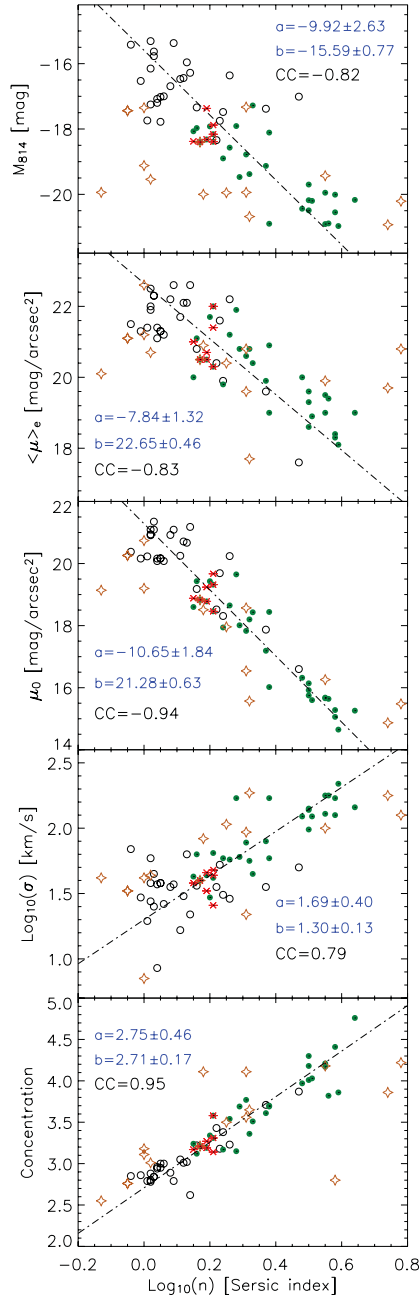 a=−9.92±2.63
b=−15.59±0.77
CC=−0.82
M814 [mag]
−16
−18
−20
a=−7.84±1.32
b=22.65±0.46
CC=−0.83
<μ>e [mag/arcsec²]
22
20
18
a=−10.65±1.84
b=21.28±0.63
CC=−0.94
μ0 [mag/arcsec²]
22
20
18
16
14
a=1.69±0.40
b=1.30±0.13
CC=0.79
Log10(σ) [km/s]
2.5
2.0
1.5
1.0
a=2.75±0.46
b=2.71±0.17
CC=0.95
Concentration
5.0
4.5
4.0
3.5
3.0
2.5
2.0
−0.2 0.0 0.2 0.4 0.6 0.8
Log10(n) [Sersic index]